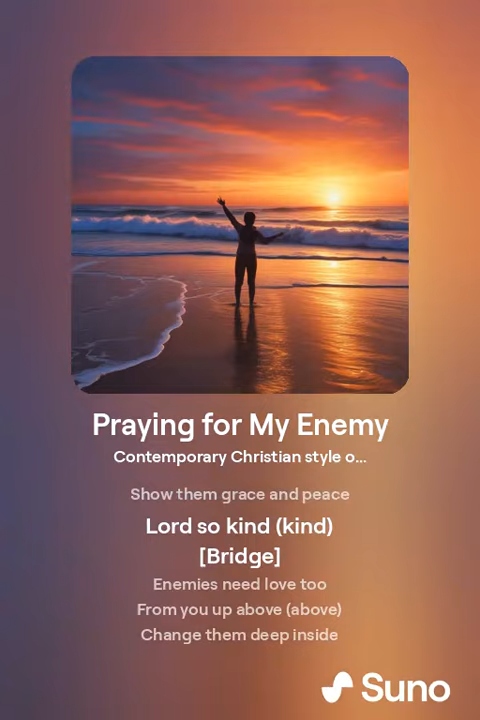 Praying for My Enemy
Contemporary Christian style o...
Show them grace and peace
Lord so kind (kind)
[Bridge]
Enemies need love too
From you up above (above)
Change them deep inside
Suno